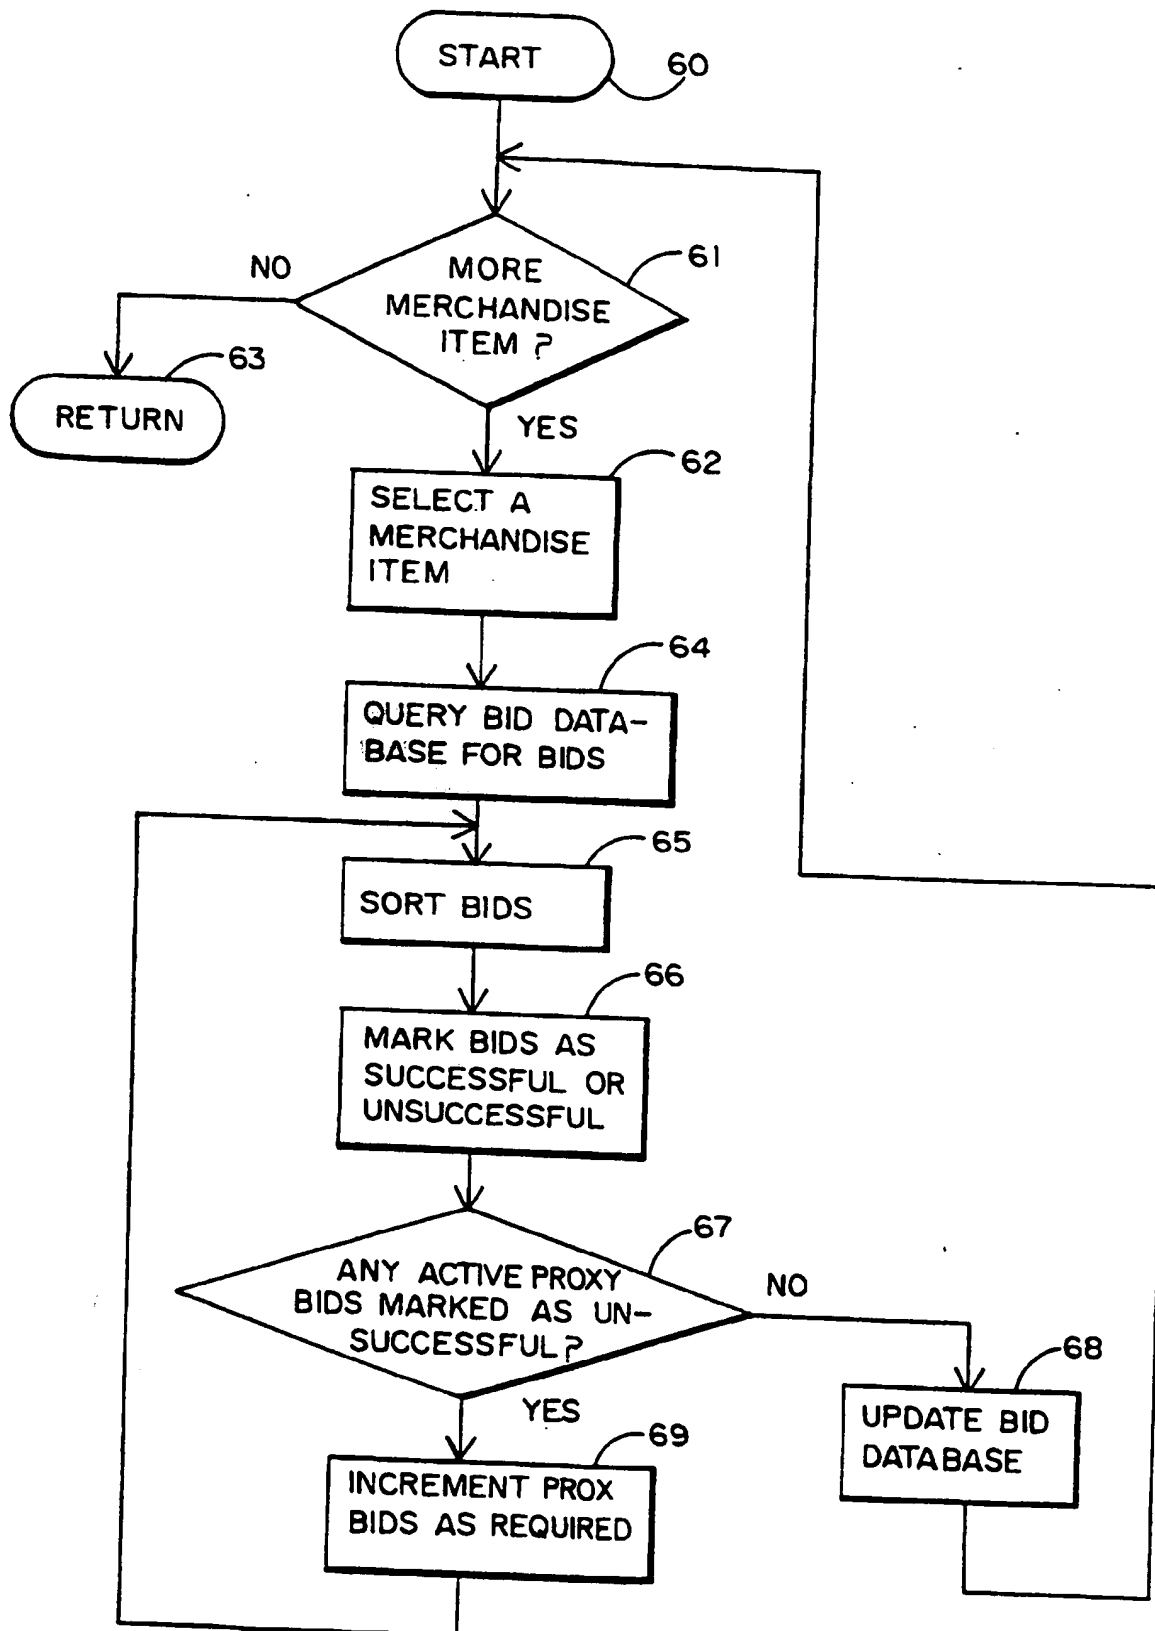 START
60
NO
MORE
MERCHANDISE
ITEM ?
61
RETURN
63
YES
SELECT A
MERCHANDISE
ITEM
62
QUERY BID DATA-
BASE FOR BIDS
64
SORT BIDS
65
MARK BIDS AS
SUCCESSFUL OR
UNSUCCESSFUL
66
ANY ACTIVE PROXY
BIDS MARKED AS UN-
SUCCESSFUL?
67
NO
UPDATE BID
DATABASE
68
YES
INCREMENT PROX
BIDS AS REQUIRED
69